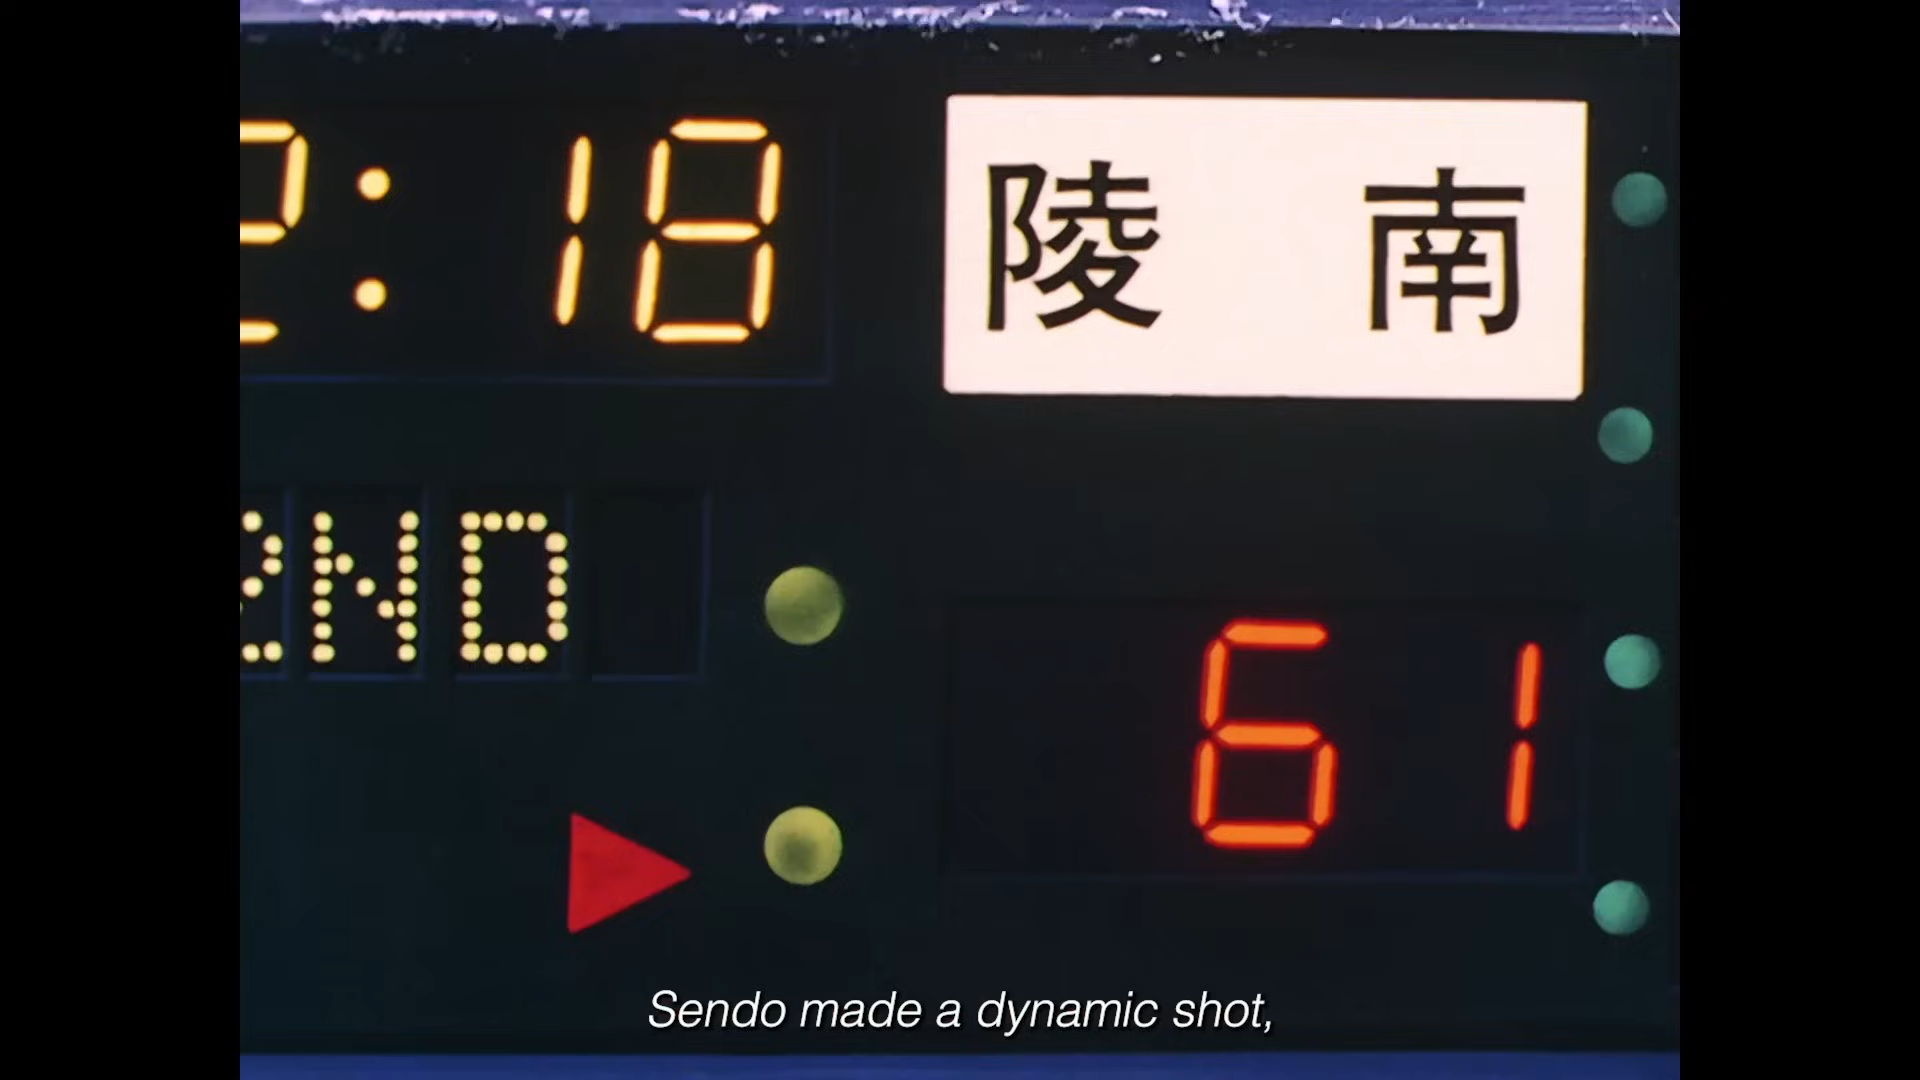 2:18
陵 南
2ND
61
Sendo made a dynamic shot,